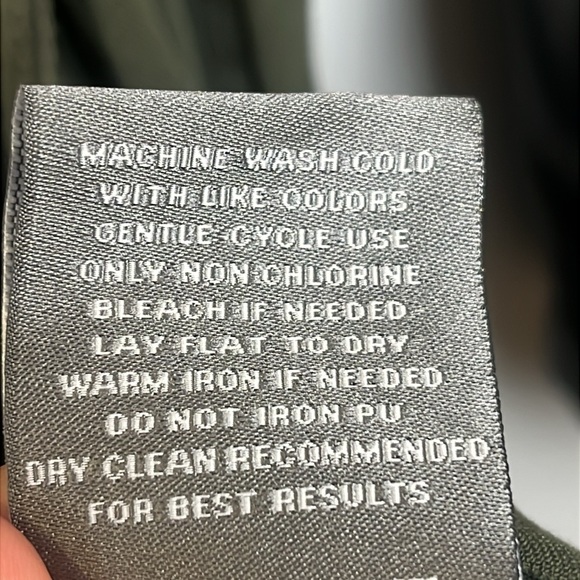 MACHINE WASH COLD
WITH LIKE COLORS
GENTLE CYCLE USE
ONLY NON CHLORINE
BLEACH IF NEEDED
LAY FLAT TO DRY
WARM IRON IF NEEDED
DO NOT IRON PU
DRY CLEAN RECOMMENDED
FOR BEST RESULTS